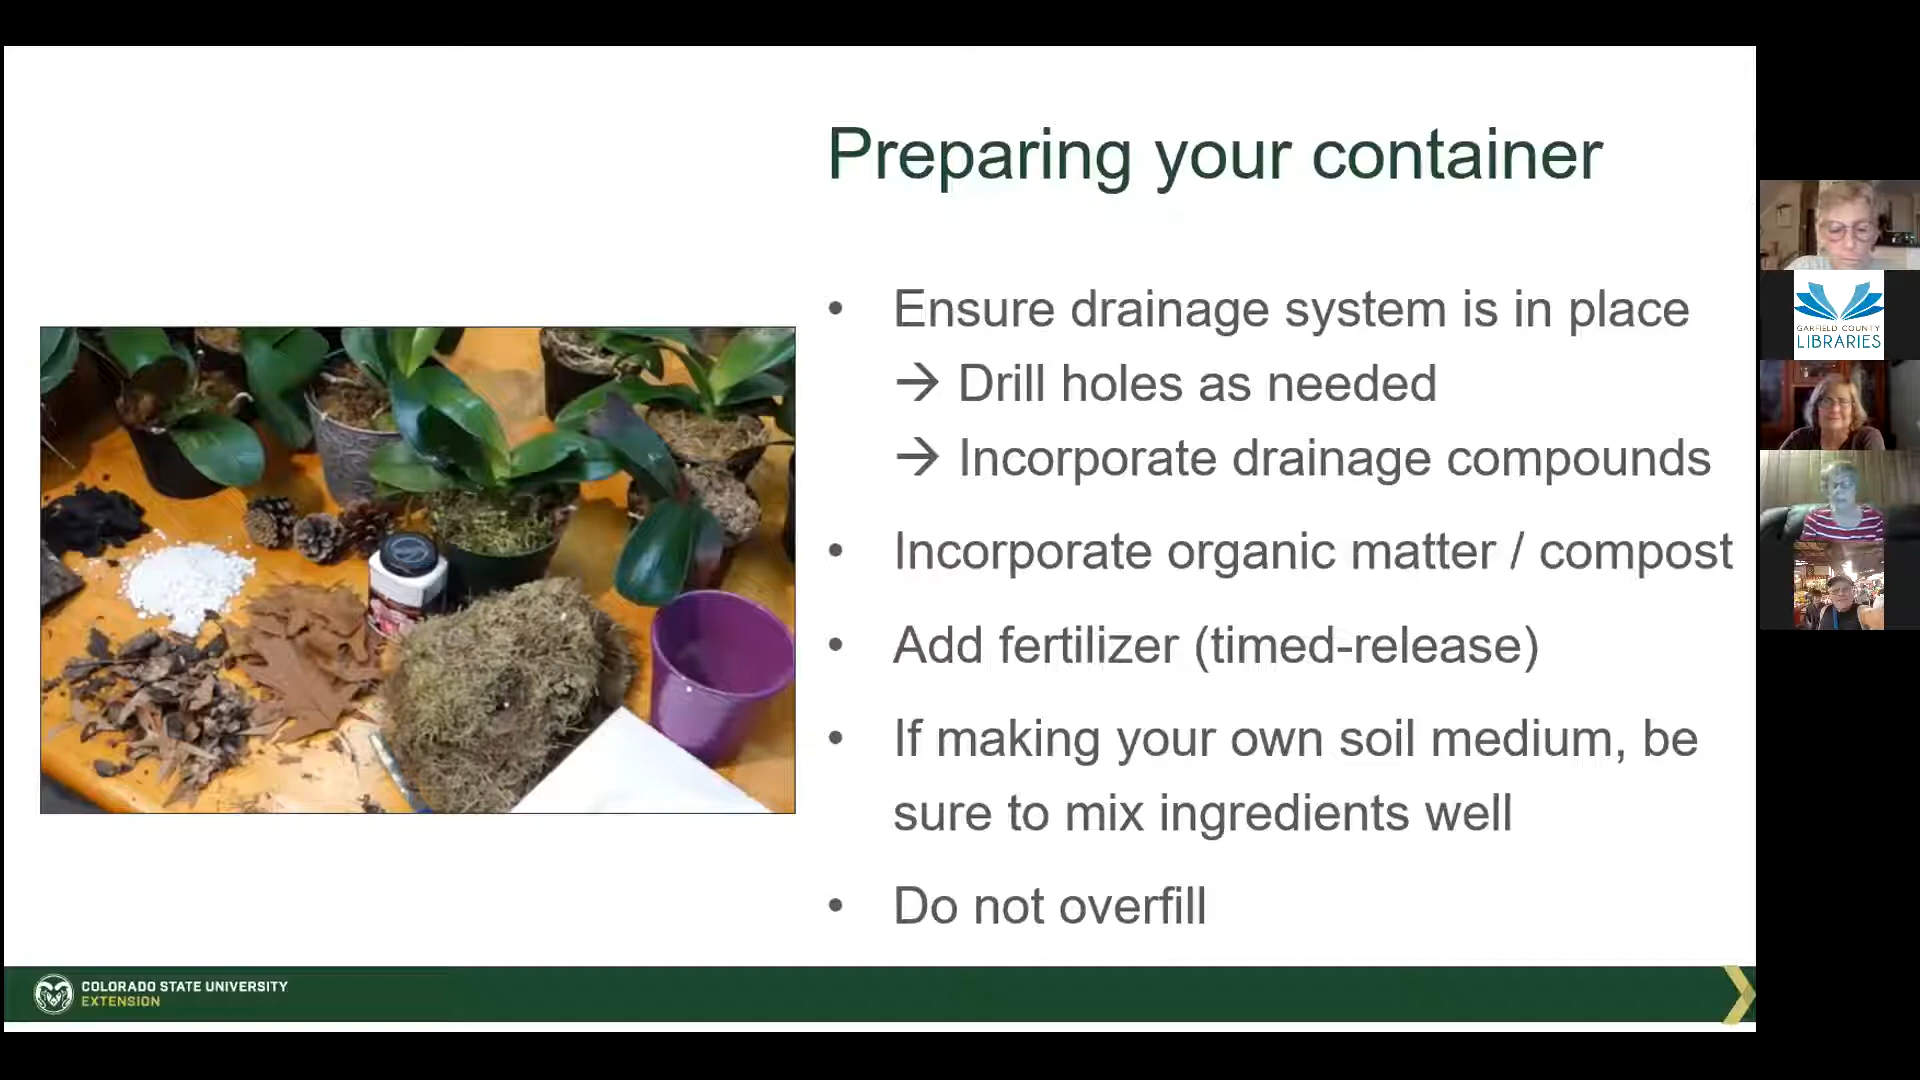 Preparing your container
• Ensure drainage system is in place
→ Drill holes as needed
→ Incorporate drainage compounds
• Incorporate organic matter / compost
• Add fertilizer (timed-release)
• If making your own soil medium, be
sure to mix ingredients well
• Do not overfill
COLORADO STATE UNIVERSITY
EXTENSION
GARFIELD COUNTY
LIBRARIES